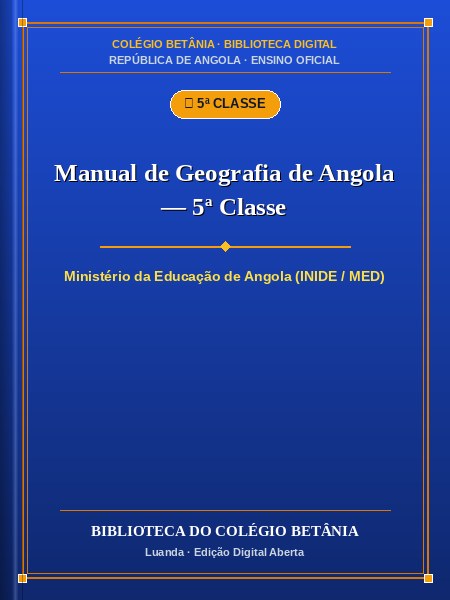 COLÉGIO BETÂNIA · BIBLIOTECA DIGITAL
REPÚBLICA DE ANGOLA · ENSINO OFICIAL
5ª CLASSE
Manual de Geografia de Angola
— 5ª Classe
Ministério da Educação de Angola (INIDE / MED)
BIBLIOTECA DO COLÉGIO BETÂNIA
Luanda · Edição Digital Aberta